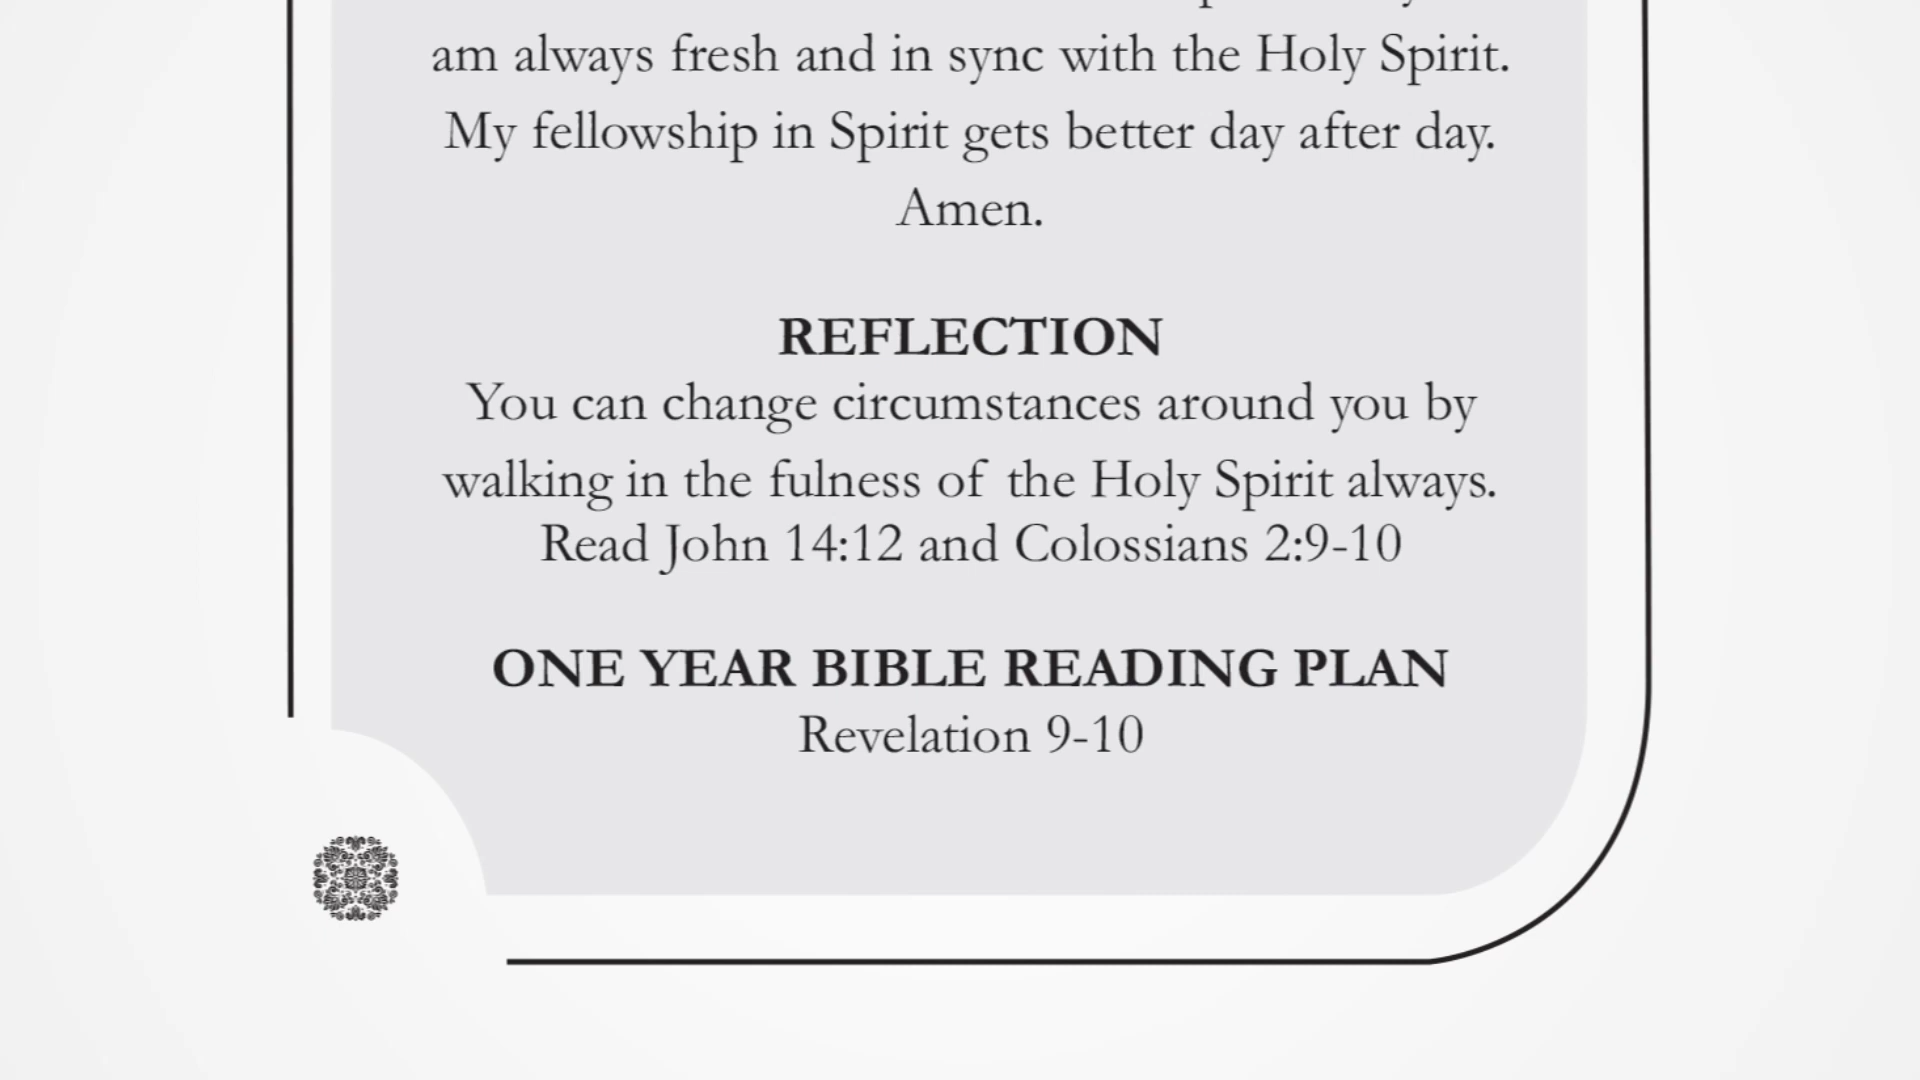 am always fresh and in sync with the Holy Spirit.
My fellowship in Spirit gets better day after day.
Amen.
REFLECTION
You can change circumstances around you by
walking in the fulness of the Holy Spirit always.
Read John 14:12 and Colossians 2:9-10
ONE YEAR BIBLE READING PLAN
Revelation 9-10